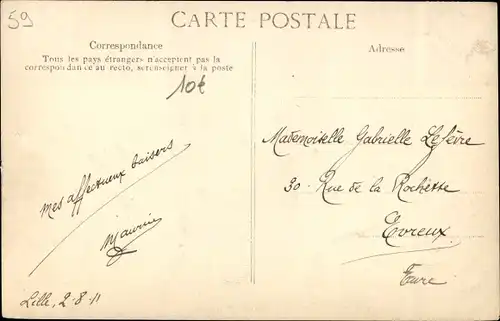 59
CARTE POSTALE
Correspondance
Tous les pays étrangers n'acceptent pas la
correspondance au recto, se renseigner à la poste
10€
Adresse
Mademoiselle Gabrielle Lefèvre
30. Rue de la Rochette
Evreux
Eure
mes affectueux baisers
Maurice
Lille, 2-8-11